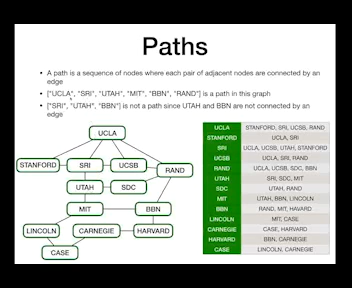 Paths
• A path is a sequence of nodes where each pair of adjacent nodes are connected by an
edge
• ["UCLA", "SRI", "UTAH", "MIT", "BBN", "RAND"] is a path in this graph
• ["SRI", "UTAH", "BBN"] is not a path since UTAH and BBN are not connected by an
edge
UCLA
STANFORD SRI UCSB RAND
UTAH SDC
MIT BBN
LINCOLN CARNEGIE HARVARD
CASE
UCLA STANFORD, SRI, UCSB, RAND
STANFORD UCLA, SRI
SRI UCLA, UCSB, UTAH, STANFORD
UCSB UCLA, SRI, RAND
RAND UCLA, UCSB, SDC, BBN
UTAH SRI, SDC, MIT
SDC UTAH, RAND
MIT UTAH, BBN, LINCOLN
BBN RAND, MIT, HAVARD
LINCOLN MIT, CASE
CARNEGIE CASE, HARVARD
HARVARD BBN, CARNEGIE
CASE LINCOLN, CARNEGIE